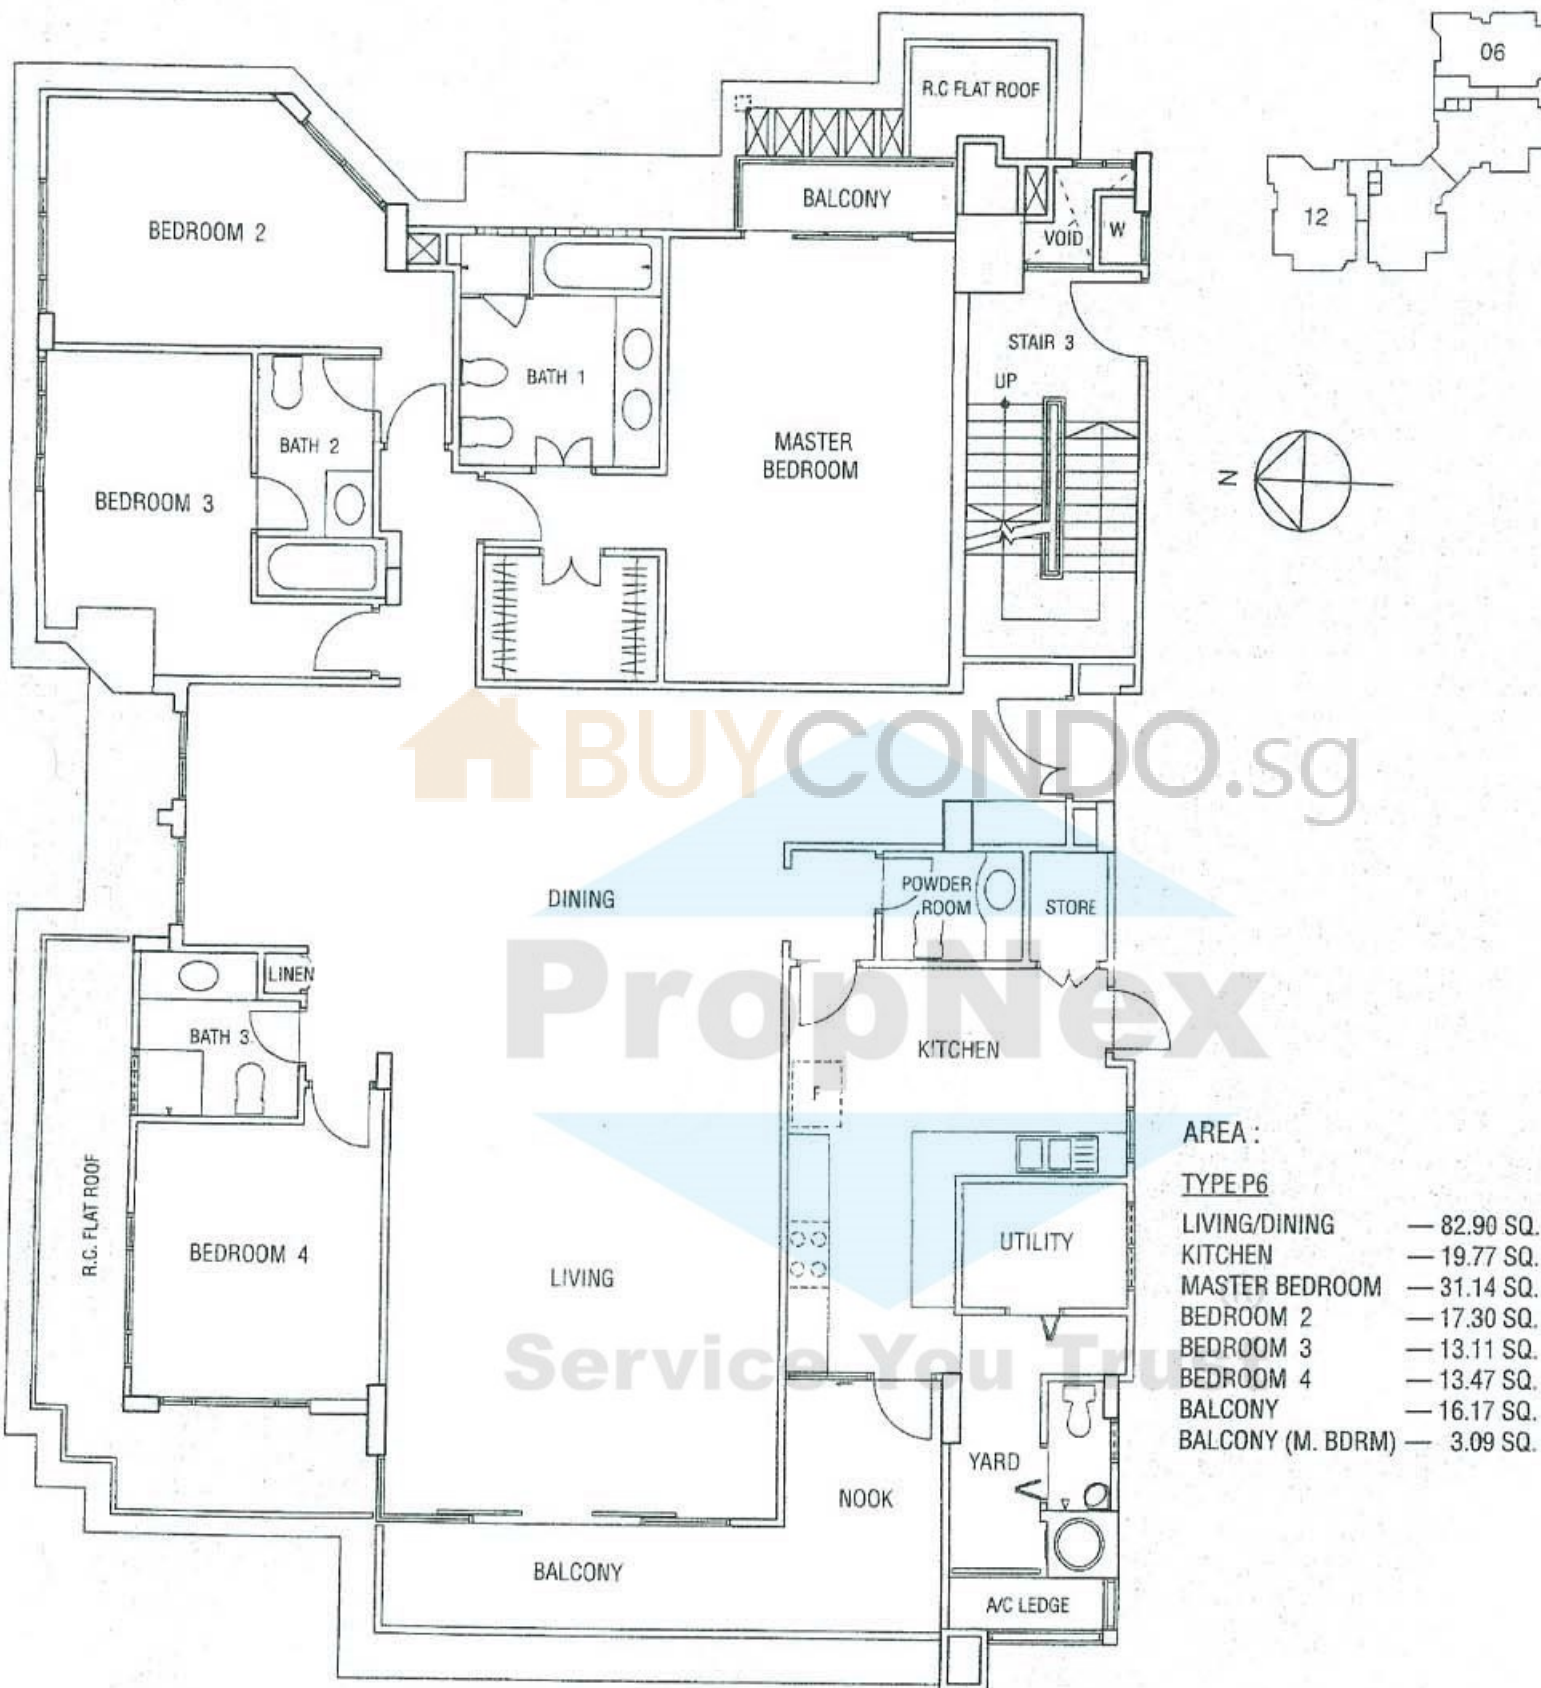 06
R.C FLAT ROOF
BALCONY
BEDROOM 2
VOID
W
12
STAIR 3
UP
BATH 1
BATH 2
MASTER
BEDROOM
N
BEDROOM 3
BUYCONDO.sg
DINING
POWDER
ROOM
STORE
LINEN
PropNex
BATH 3
KITCHEN
F
R.C. FLAT ROOF
BEDROOM 4
LIVING
UTILITY
Service You Trust
YARD
NOOK
BALCONY
A/C LEDGE
AREA :
TYPE P6
LIVING/DINING — 82.90 SQ.
KITCHEN — 19.77 SQ.
MASTER BEDROOM — 31.14 SQ.
BEDROOM 2 — 17.30 SQ.
BEDROOM 3 — 13.11 SQ.
BEDROOM 4 — 13.47 SQ.
BALCONY — 16.17 SQ.
BALCONY (M. BDRM) — 3.09 SQ.